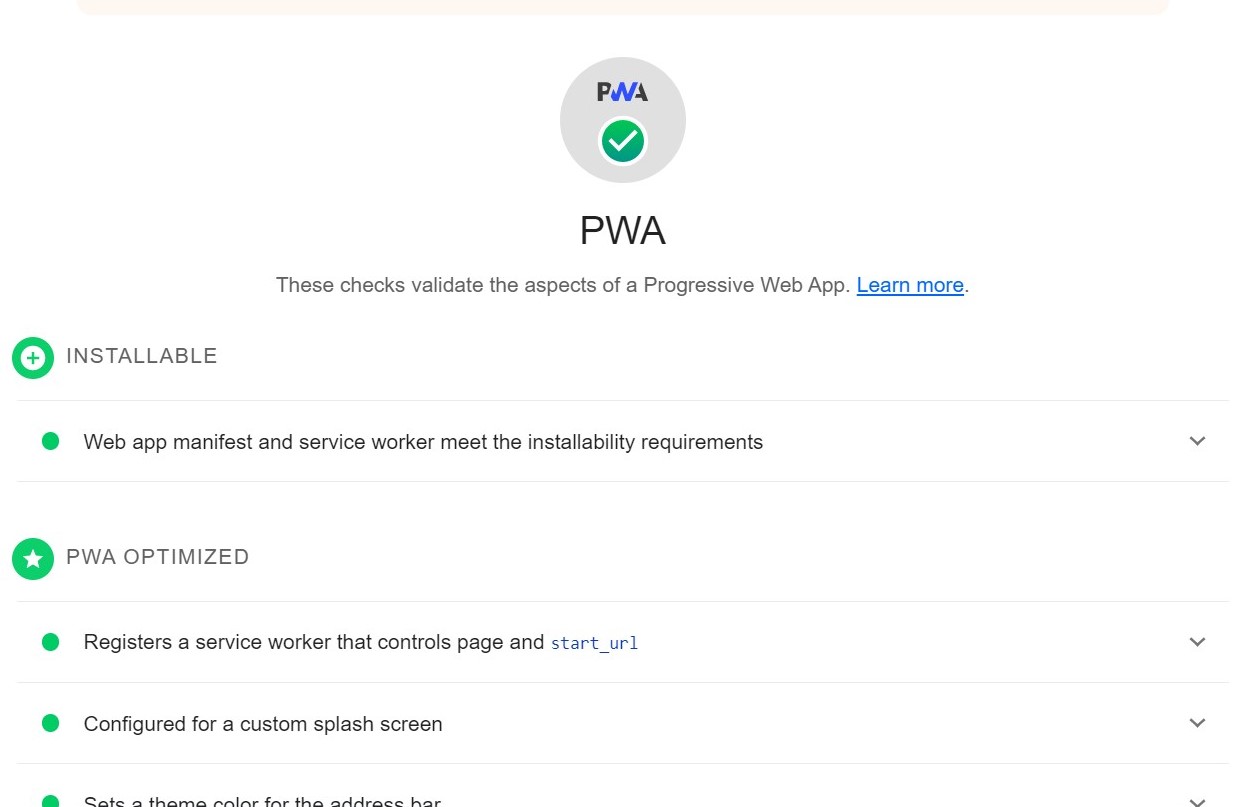 PWA
PWA
These checks validate the aspects of a Progressive Web App. Learn more.
INSTALLABLE
Web app manifest and service worker meet the installability requirements
PWA OPTIMIZED
Registers a service worker that controls page and start_url
Configured for a custom splash screen
Sets a theme color for the address bar